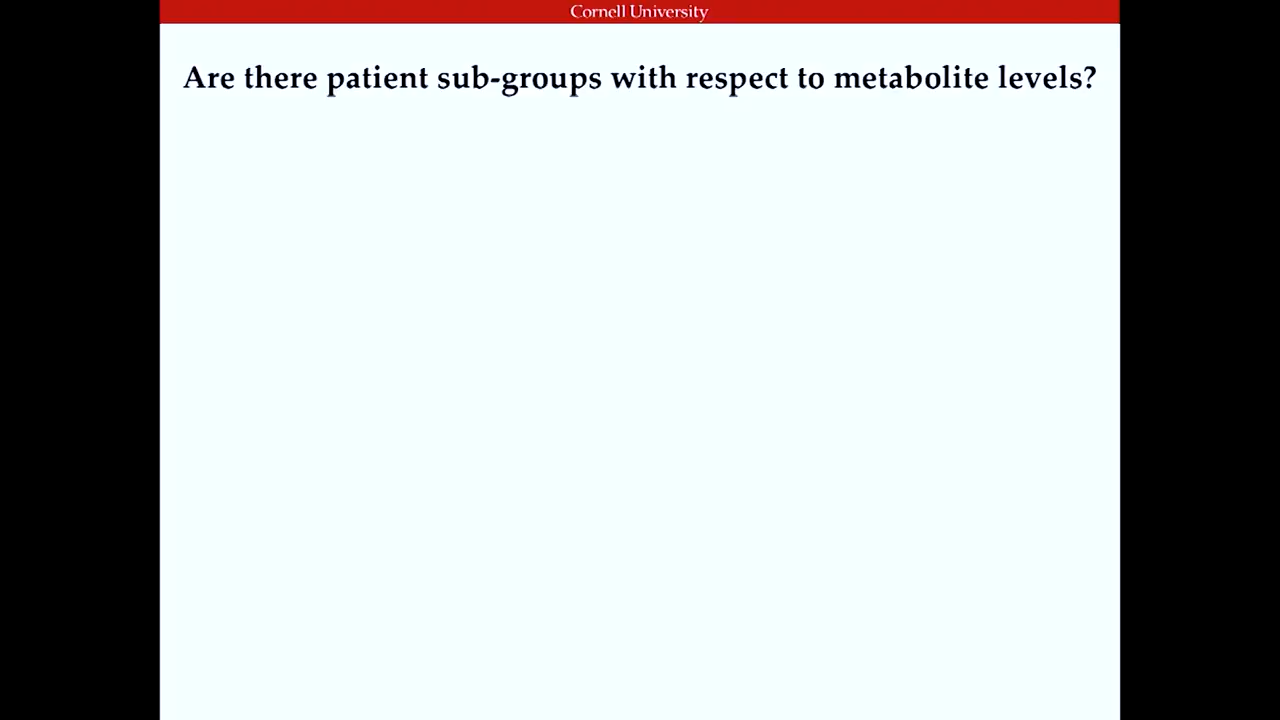 Cornell University
Are there patient sub-groups with respect to metabolite levels?